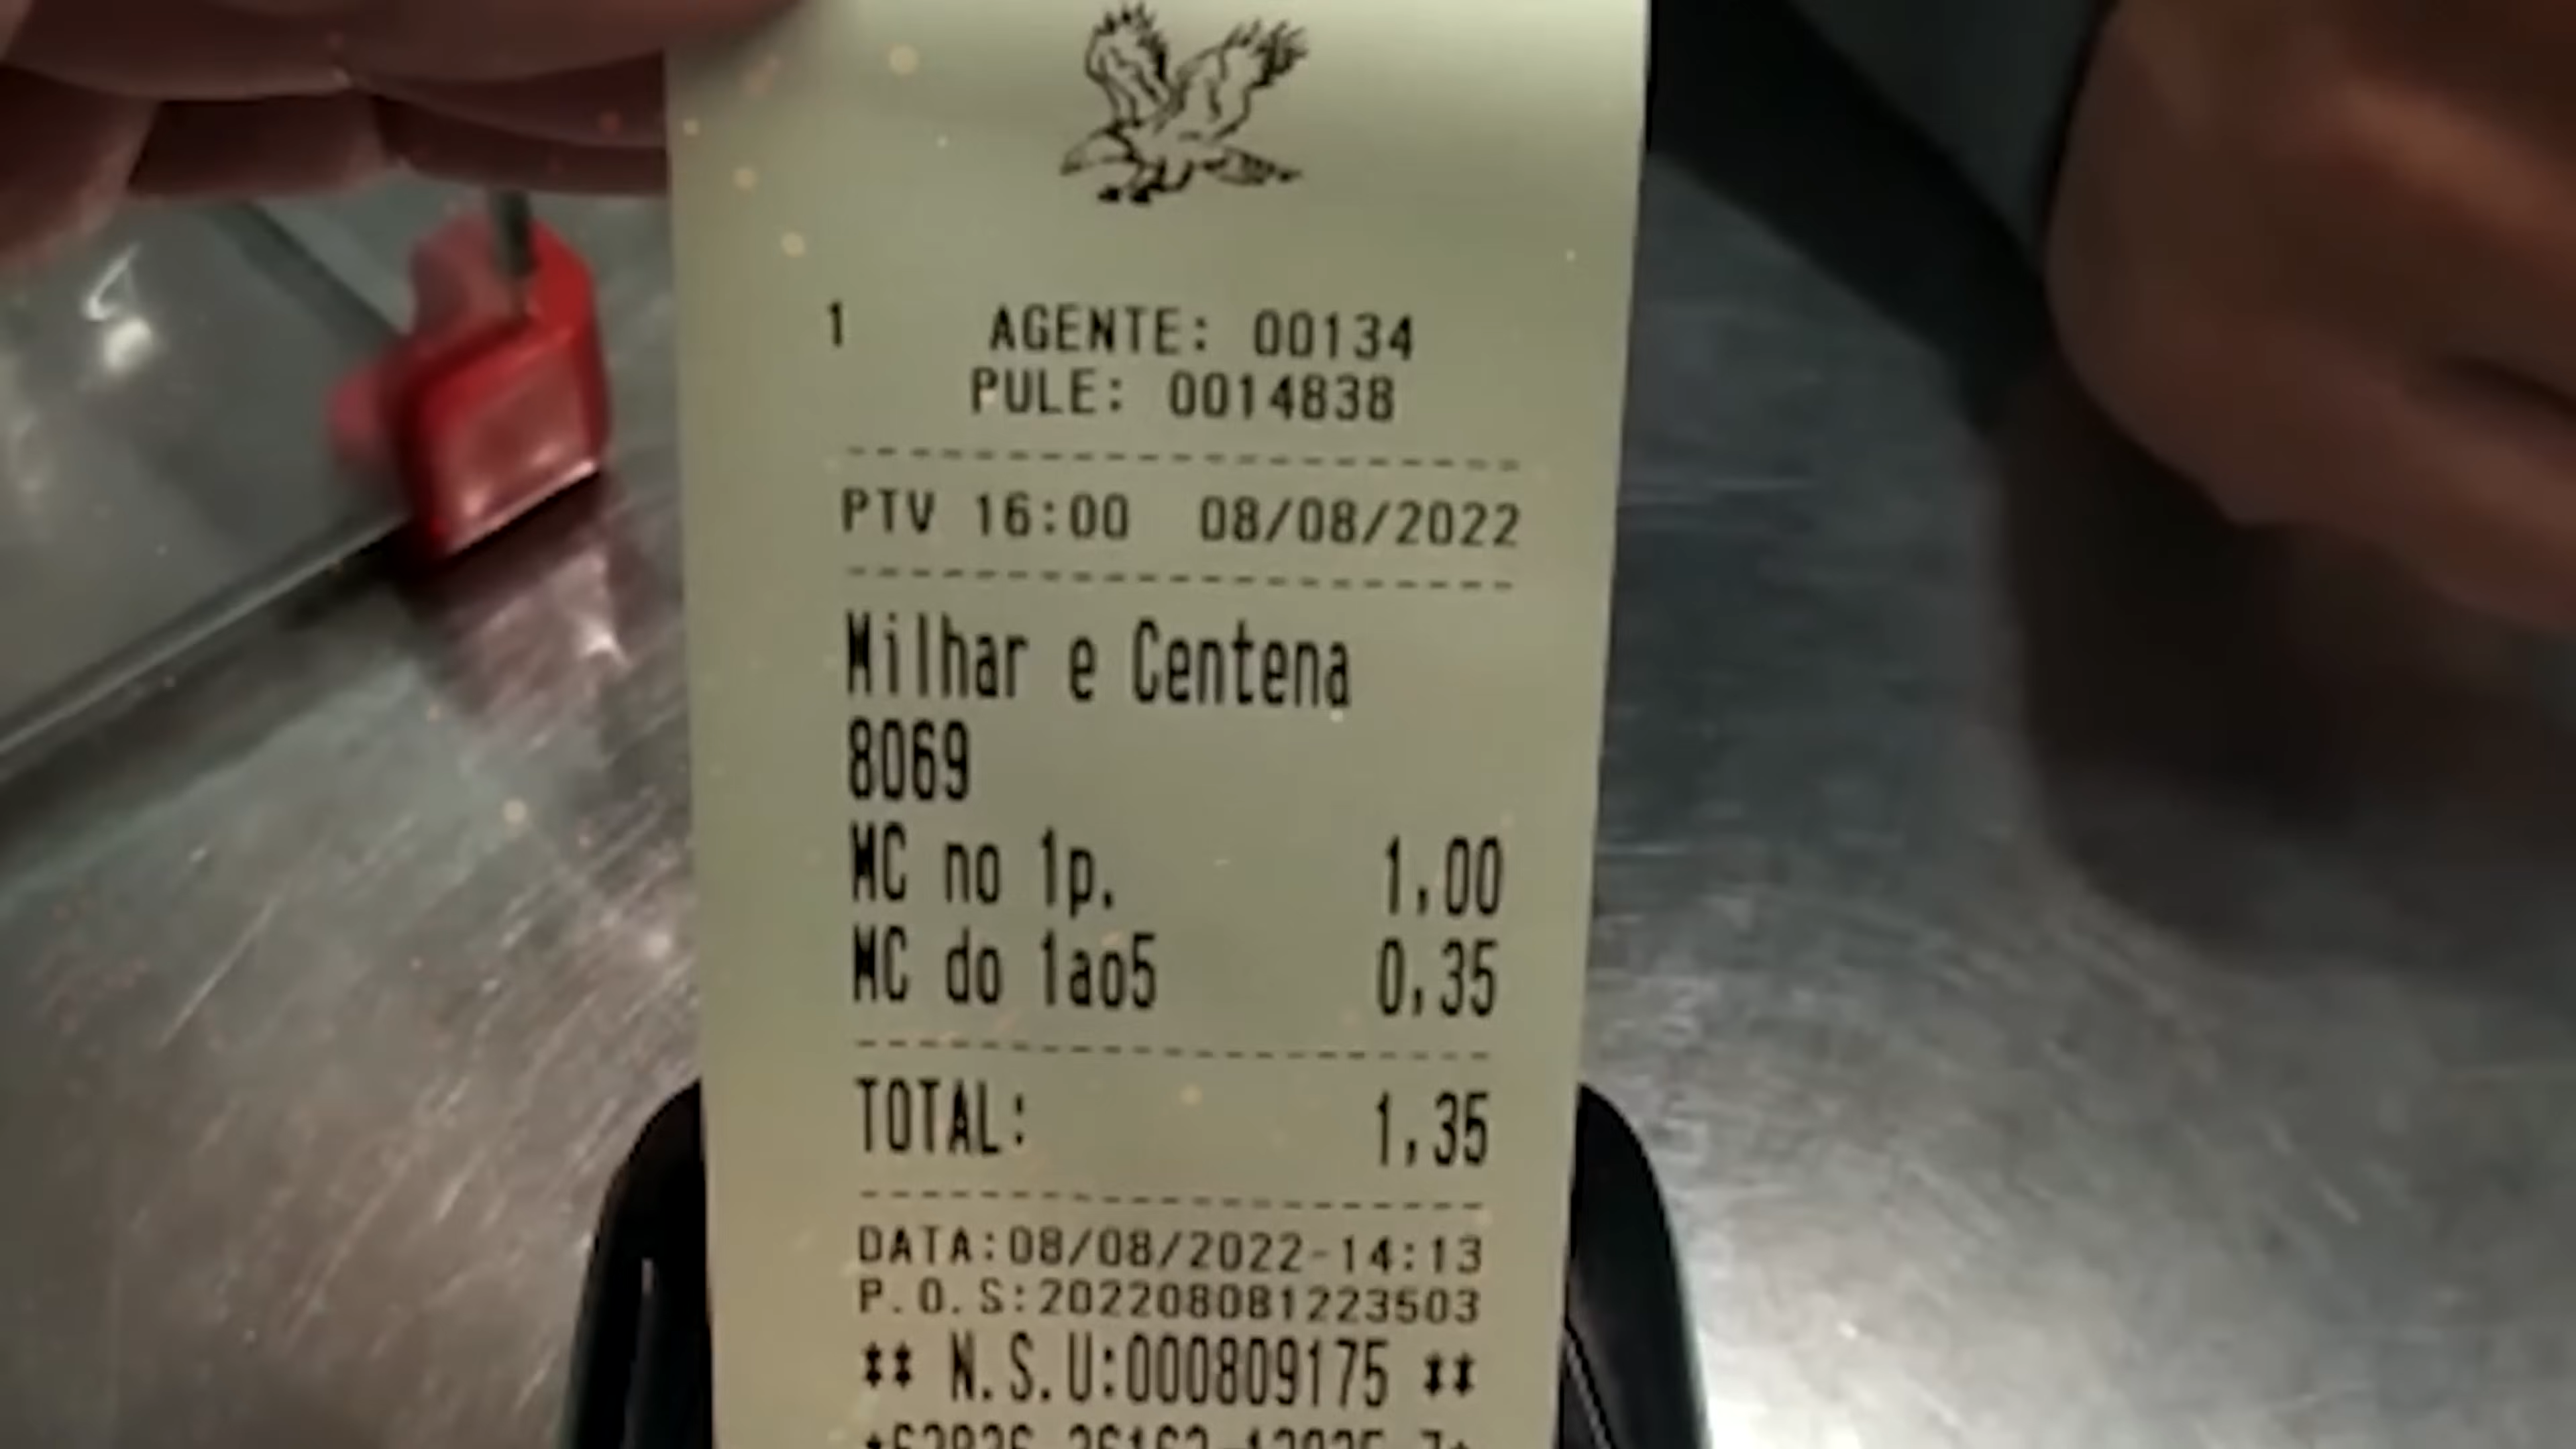 1 AGENTE: 00134
PULE: 0014838
PTV 16:00 08/08/2022
Milhar e Centena
8069
MC no 1p. 1,00
MC do 1ao5 0,35
TOTAL: 1,35
DATA:08/08/2022-14:13
P.O.S:202208081223503
** N.S.U:000809175 **